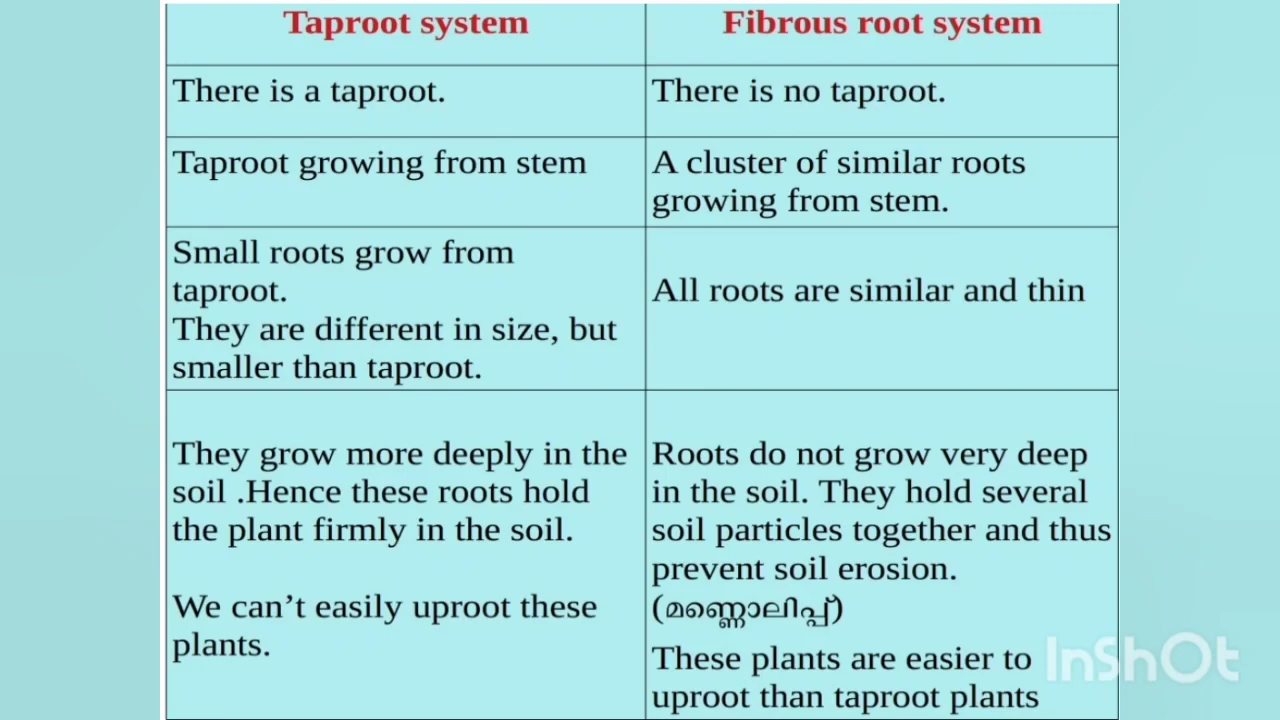 Taproot system
Fibrous root system
There is a taproot.
There is no taproot.
Taproot growing from stem
A cluster of similar roots
growing from stem.
Small roots grow from
taproot.
They are different in size, but
smaller than taproot.
All roots are similar and thin
They grow more deeply in the
soil .Hence these roots hold
the plant firmly in the soil.
We can’t easily uproot these
plants.
Roots do not grow very deep
in the soil. They hold several
soil particles together and thus
prevent soil erosion.
(മണ്ണൊലിപ്പ്)
These plants are easier to
uproot than taproot plants
InShOt